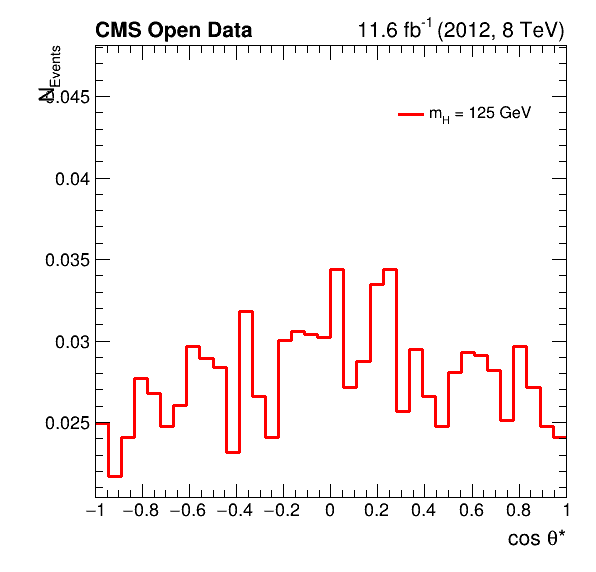 CMS Open Data
11.6 fb-1 (2012, 8 TeV)
NEvents
0.045
0.04
0.035
0.03
0.025
mH = 125 GeV
−1 −0.8 −0.6 −0.4 −0.2 0 0.2 0.4 0.6 0.8 1
cos θ*